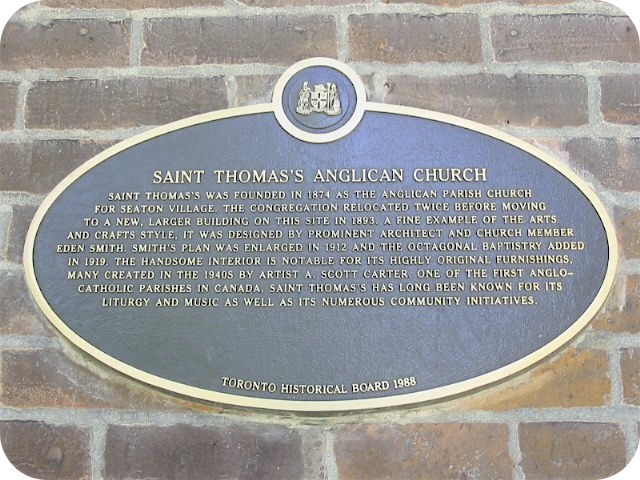 SAINT THOMAS'S ANGLICAN CHURCH
SAINT THOMAS'S WAS FOUNDED IN 1874 AS THE ANGLICAN PARISH CHURCH
FOR SEATON VILLAGE. THE CONGREGATION RELOCATED TWICE BEFORE MOVING
TO A NEW, LARGER BUILDING ON THIS SITE IN 1893. A FINE EXAMPLE OF THE ARTS
AND CRAFTS STYLE, IT WAS DESIGNED BY PROMINENT ARCHITECT AND CHURCH MEMBER
EDEN SMITH. SMITH'S PLAN WAS ENLARGED IN 1912 AND THE OCTAGONAL BAPTISTRY ADDED
IN 1919. THE HANDSOME INTERIOR IS NOTABLE FOR ITS HIGHLY ORIGINAL FURNISHINGS,
MANY CREATED IN THE 1940S BY ARTIST A. SCOTT CARTER. ONE OF THE FIRST ANGLO-
CATHOLIC PARISHES IN CANADA, SAINT THOMAS'S HAS LONG BEEN KNOWN FOR ITS
LITURGY AND MUSIC AS WELL AS ITS NUMEROUS COMMUNITY INITIATIVES.
TORONTO HISTORICAL BOARD 1988